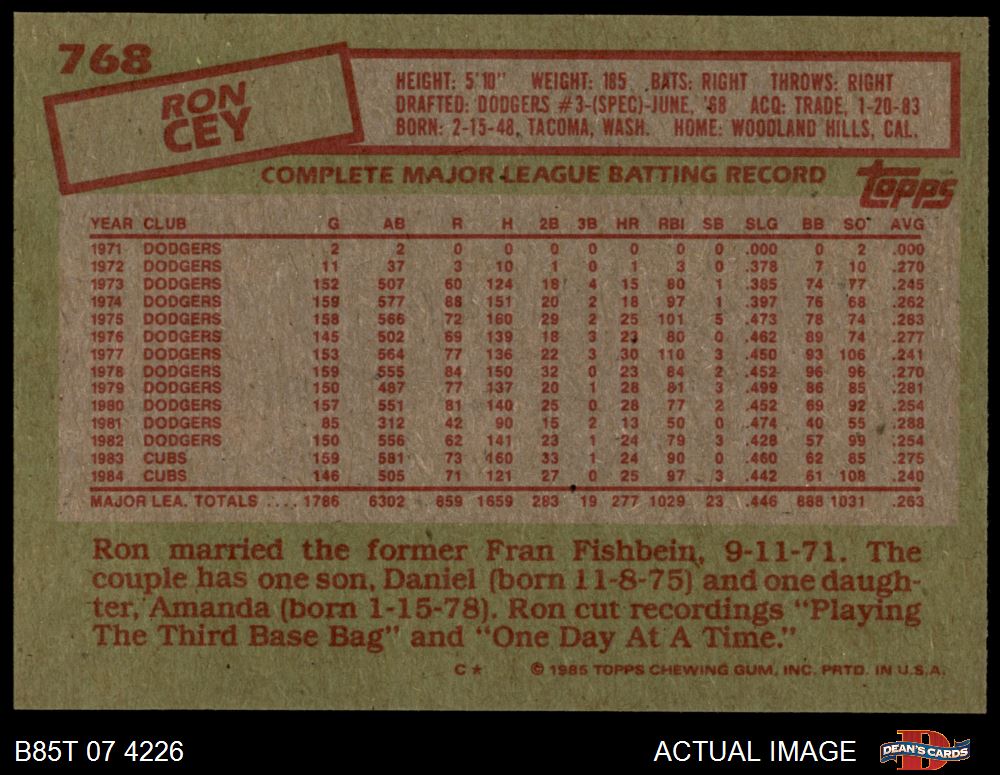 768
RON
CEY
HEIGHT: 5'10" WEIGHT: 185 BATS: RIGHT THROWS: RIGHT
DRAFTED: DODGERS #3-(SPEC)-JUNE, '68 ACQ: TRADE, 1-20-83
BORN: 2-15-48, TACOMA, WASH. HOME: WOODLAND HILLS, CAL.
COMPLETE MAJOR LEAGUE BATTING RECORD
topps
YEAR CLUB G AB R H 2B 3B HR RBI SB SLG BB SO AVG
1971 DODGERS 2 2 0 0 0 0 0 0 0 .000 0 2 .000
1972 DODGERS 11 37 3 10 1 0 1 3 0 .378 7 10 .270
1973 DODGERS 152 507 60 124 18 4 15 80 1 .385 74 77 .245
1974 DODGERS 159 577 88 151 20 2 18 97 1 .397 76 68 .262
1975 DODGERS 158 566 72 160 29 2 25 101 5 .473 78 74 .283
1976 DODGERS 145 502 69 139 18 3 23 80 0 .462 89 74 .277
1977 DODGERS 153 564 77 136 22 3 30 110 3 .450 93 106 .241
1978 DODGERS 159 555 84 150 32 0 23 84 2 .452 96 96 .270
1979 DODGERS 150 487 77 137 20 1 28 81 3 .499 86 85 .281
1980 DODGERS 157 551 81 140 25 0 28 77 2 .452 69 92 .254
1981 DODGERS 85 312 42 90 15 2 13 50 0 .474 40 55 .288
1982 DODGERS 150 556 62 141 23 1 24 79 3 .428 57 99 .254
1983 CUBS 159 581 73 160 33 1 24 90 0 .460 62 85 .275
1984 CUBS 146 505 71 121 27 0 25 97 3 .442 61 108 .240
MAJOR LEA. TOTALS .... 1786 6302 859 1659 283 19 277 1029 23 .446 888 1031 .263
Ron married the former Fran Fishbein, 9-11-71. The
couple has one son, Daniel (born 11-8-75) and one daugh-
ter, Amanda (born 1-15-78). Ron cut recordings "Playing
The Third Base Bag" and "One Day At A Time."
C★ © 1985 TOPPS CHEWING GUM, INC. PRTD. IN U.S.A.
B85T 07 4226 ACTUAL IMAGE D DEAN'S CARDS